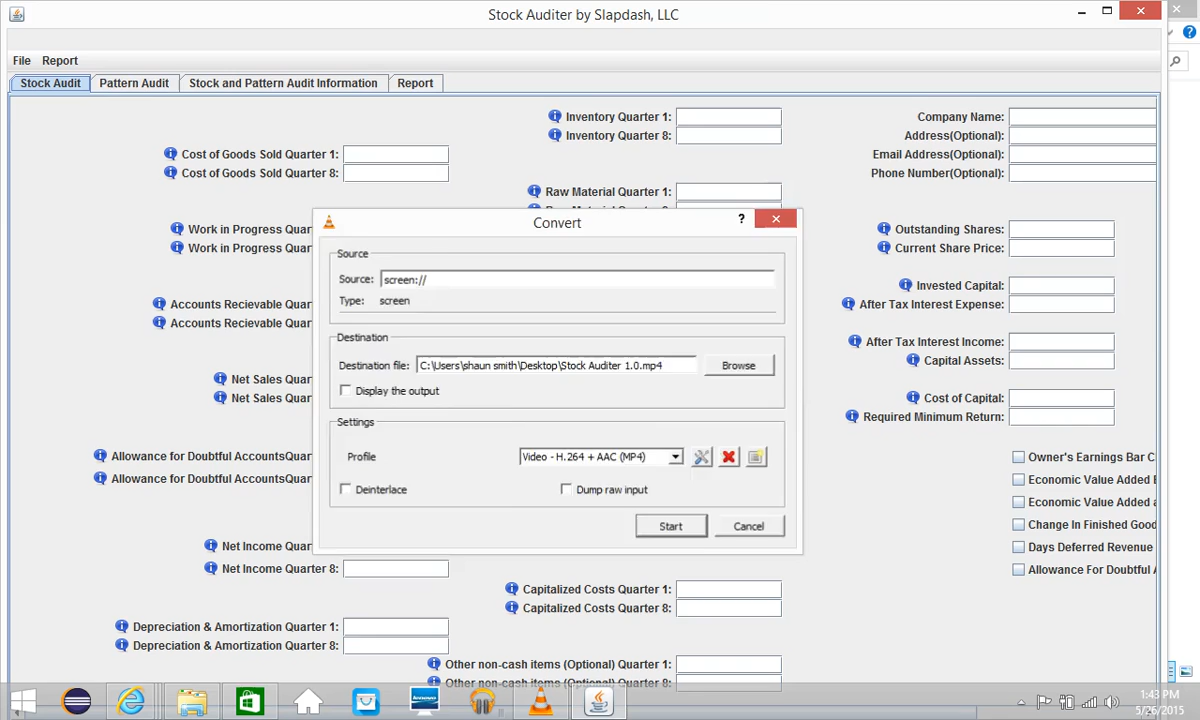 Stock Auditer by Slapdash, LLC
File Report
Stock Audit Pattern Audit Stock and Pattern Audit Information Report
Inventory Quarter 1:
Inventory Quarter 8:
Cost of Goods Sold Quarter 1:
Cost of Goods Sold Quarter 8:
Raw Material Quarter 1:
Company Name:
Address(Optional):
Email Address(Optional):
Phone Number(Optional):
Work in Progress Quar
Work in Progress Quar
Accounts Recievable Quar
Accounts Recievable Quar
Net Sales Quar
Net Sales Quar
Allowance for Doubtful AccountsQuar
Allowance for Doubtful AccountsQuar
Net Income Quar
Net Income Quarter 8:
Depreciation & Amortization Quarter 1:
Depreciation & Amortization Quarter 8:
Convert
?
Source
Source: screen://
Type: screen
Destination
Destination file: C:\Users\shaun smith\Desktop\Stock Auditer 1.0.mp4 Browse
Display the output
Settings
Profile Video - H.264 + AAC (MP4)
Deinterlace Dump raw input
Start Cancel
Capitalized Costs Quarter 1:
Capitalized Costs Quarter 8:
Other non-cash items (Optional) Quarter 1:
Other non-cash items (Optional) Quarter 8:
Outstanding Shares:
Current Share Price:
Invested Capital:
After Tax Interest Expense:
After Tax Interest Income:
Capital Assets:
Cost of Capital:
Required Minimum Return:
Owner's Earnings Bar C
Economic Value Added
Economic Value Added a
Change In Finished Goo
Days Deferred Revenue
Allowance For Doubtful
1:43 PM
5/26/2015